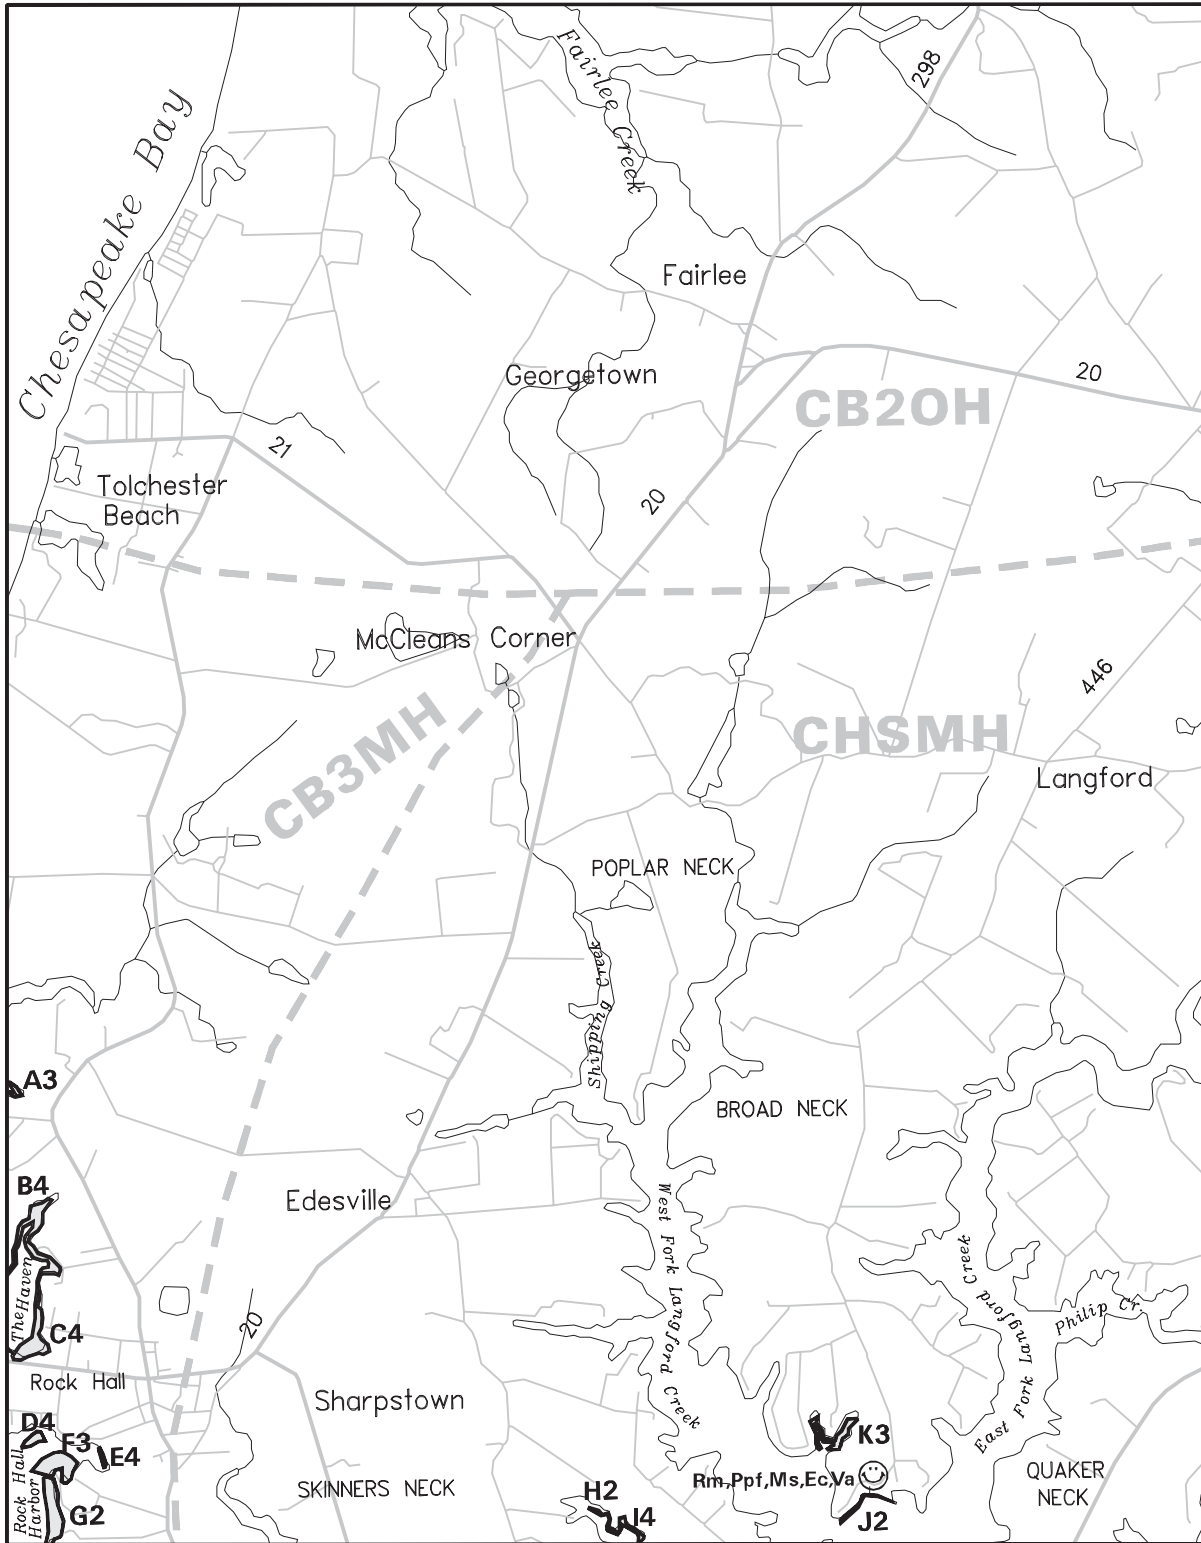 Fairlee Creek
298
Chesapeake Bay
Fairlee
Georgetown
20
CB2OH
21
Tolchester
Beach
20
McCleans Corner
446
CB3MH
CHSMH
Langford
POPLAR NECK
Shipping Creek
A3
BROAD NECK
B4
Edesville
West Fork Langford Creek
East Fork Langford Creek
The Haven
Philip Cr.
C4
20
Rock Hall
Sharpstown
D4
F3
E4
K3
Rock Hall
Harbor
SKINNERS NECK
Rm,Ppf,Ms,Ec,Va
QUAKER
NECK
H2
G2
I4
J2